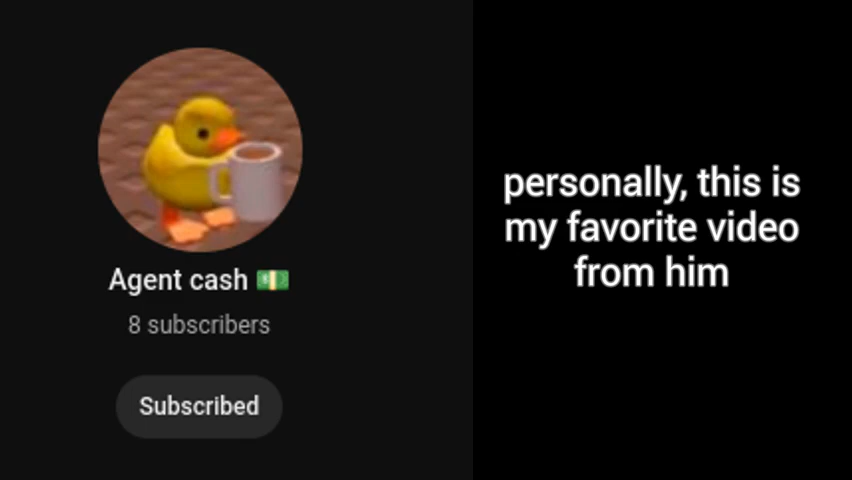 Agent cash 💵
8 subscribers
Subscribed
personally, this is
my favorite video
from him